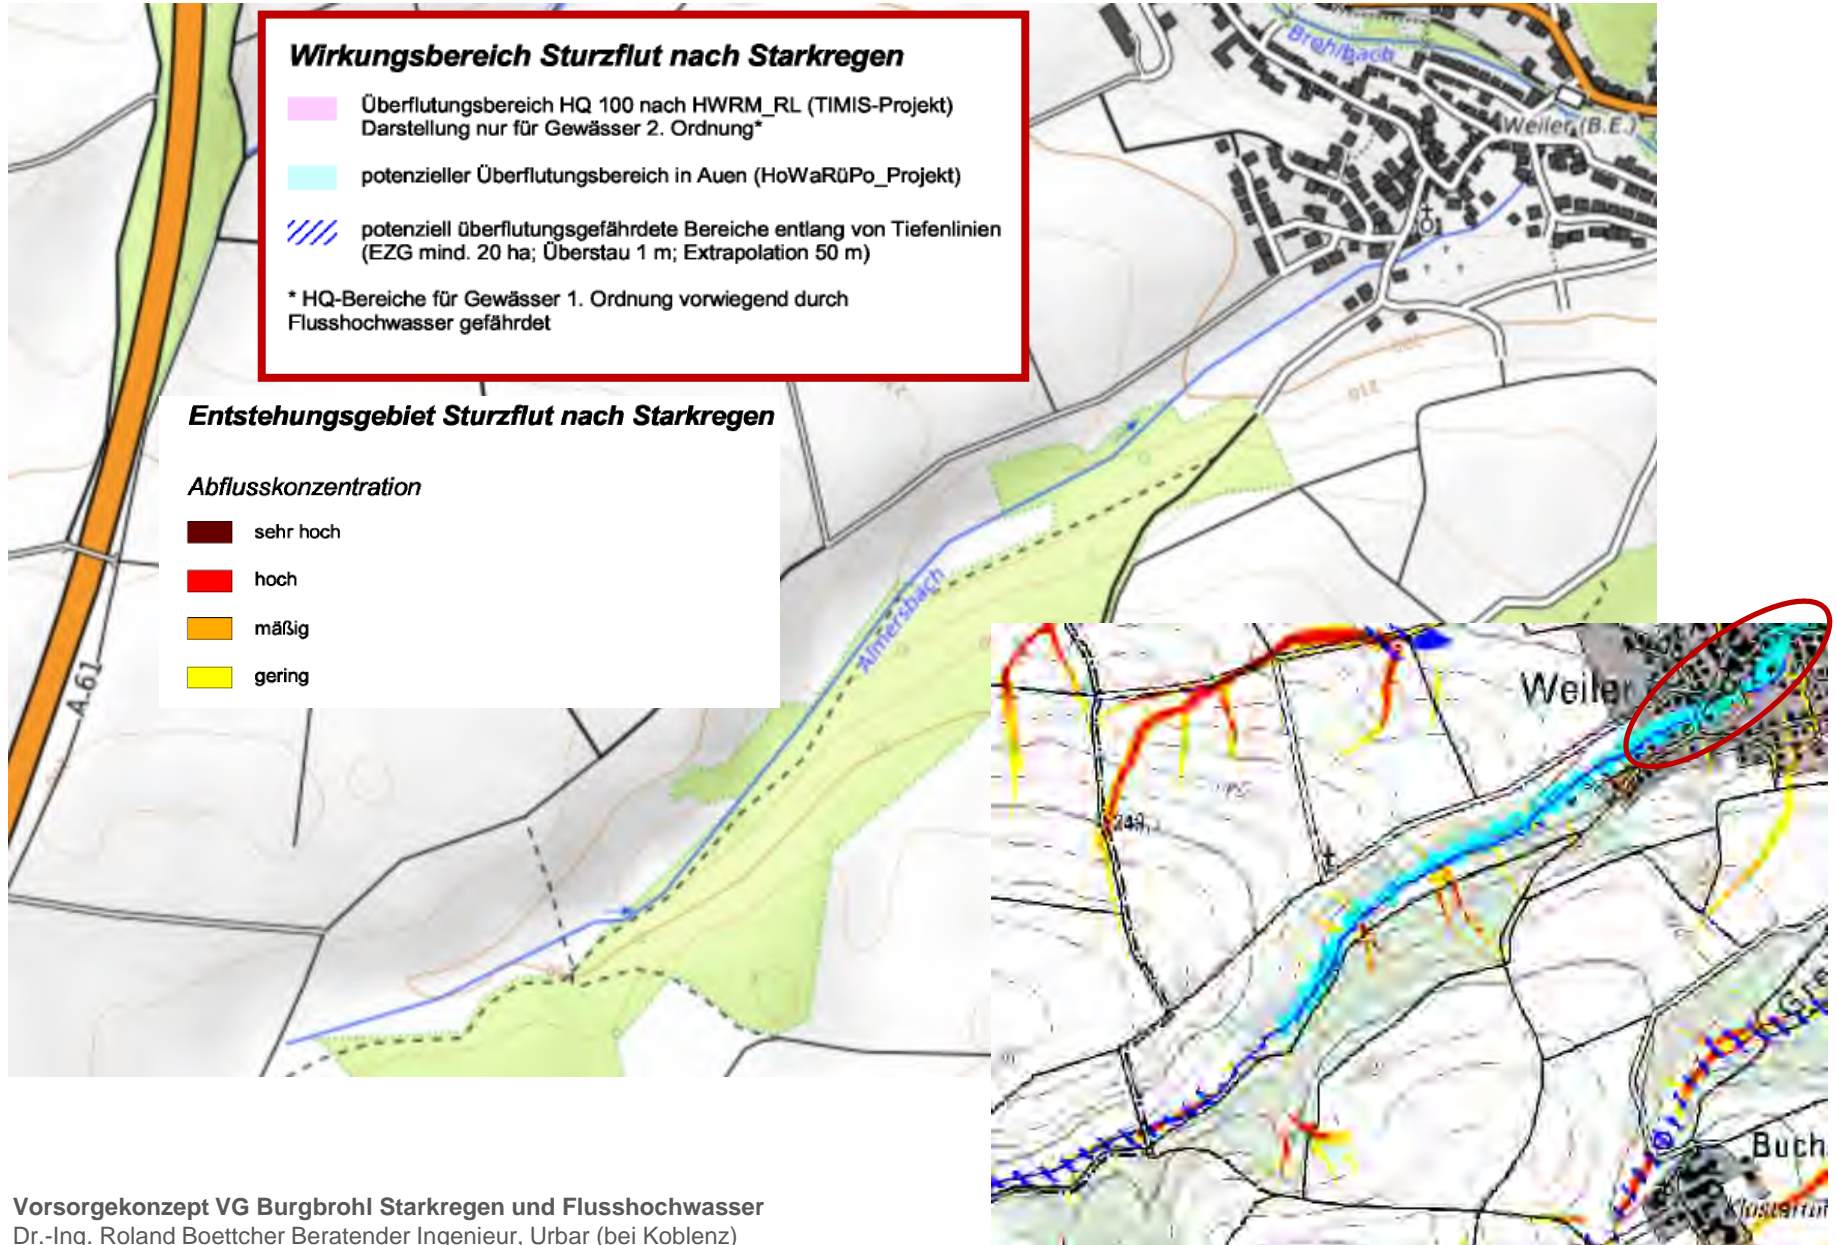 Wirkungsbereich Sturzflut nach Starkregen
Überflutungsbereich HQ 100 nach HWRM_RL (TIMIS-Projekt)
Darstellung nur für Gewässer 2. Ordnung*
potenzieller Überflutungsbereich in Auen (HoWaRüPo_Projekt)
potenziell überflutungsgefährdete Bereiche entlang von Tiefenlinien
(EZG mind. 20 ha; Überstau 1 m; Extrapolation 50 m)
* HQ-Bereiche für Gewässer 1. Ordnung vorwiegend durch
Flusshochwasser gefährdet
Brohlbach
Weiler (B.E.)
210
Entstehungsgebiet Sturzflut nach Starkregen
Abflusskonzentration
sehr hoch
hoch
mäßig
gering
A 61
Almersbach
Weiler
249,
Buch
Vorsorgekonzept VG Burgbrohl Starkregen und Flusshochwasser
Dr.-Ing. Roland Boettcher Beratender Ingenieur, Urbar (bei Koblenz)